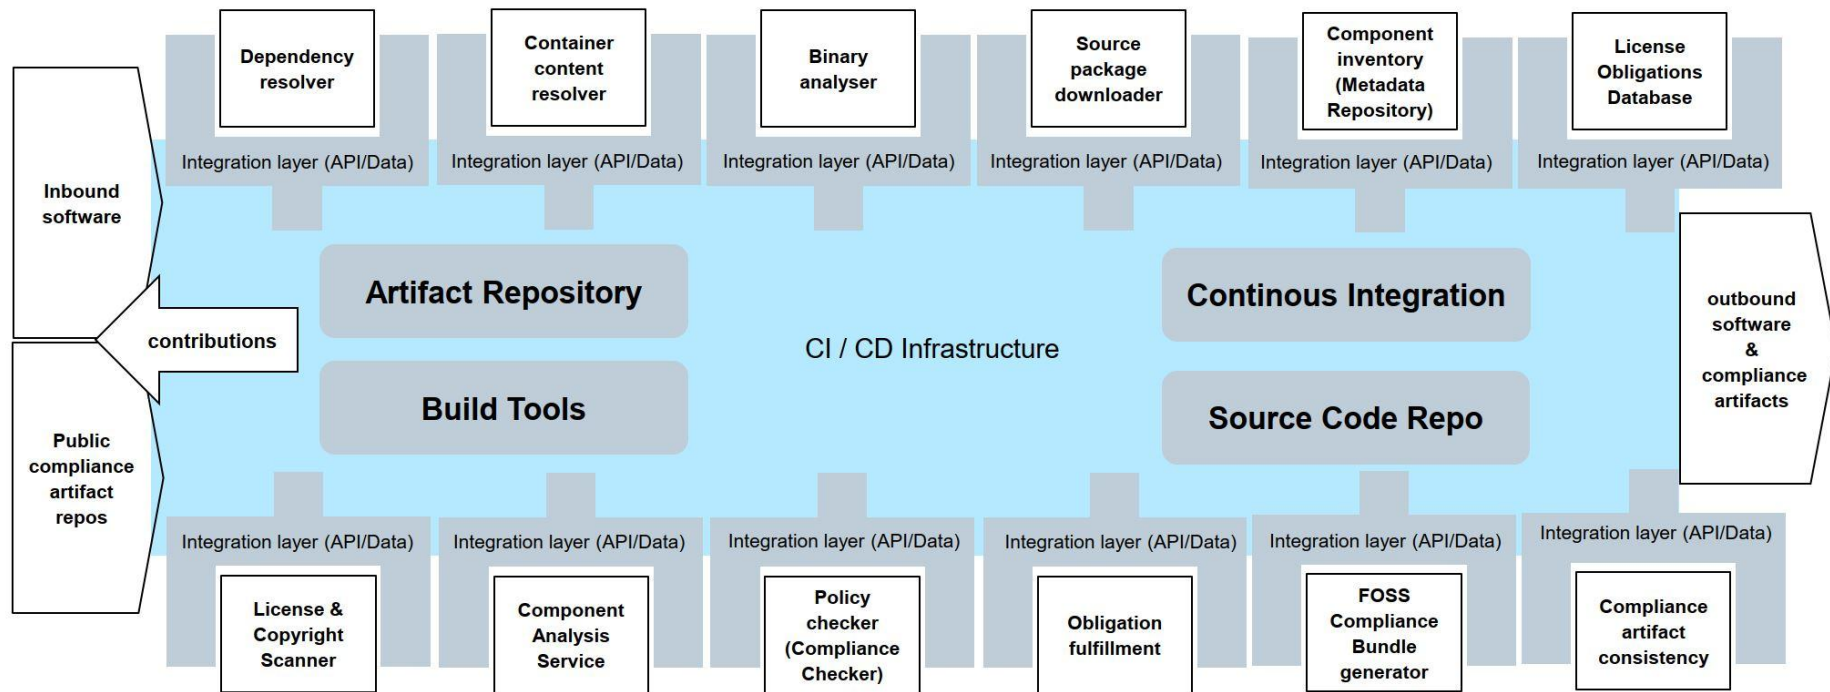 Dependency
resolver
Container
content
resolver
Binary
analyser
Source
package
downloader
Component
inventory
(Metadata
Repository)
License
Obligations
Database
Integration layer (API/Data)
Integration layer (API/Data)
Integration layer (API/Data)
Integration layer (API/Data)
Integration layer (API/Data)
Integration layer (API/Data)
Inbound
software
Artifact Repository
Continous Integration
contributions
CI / CD Infrastructure
outbound
software
&
compliance
artifacts
Build Tools
Source Code Repo
Public
compliance
artifact
repos
Integration layer (API/Data)
Integration layer (API/Data)
Integration layer (API/Data)
Integration layer (API/Data)
Integration layer (API/Data)
Integration layer (API/Data)
License &
Copyright
Scanner
Component
Analysis
Service
Policy
checker
(Compliance
Checker)
Obligation
fulfillment
FOSS
Compliance
Bundle
generator
Compliance
artifact
consistency